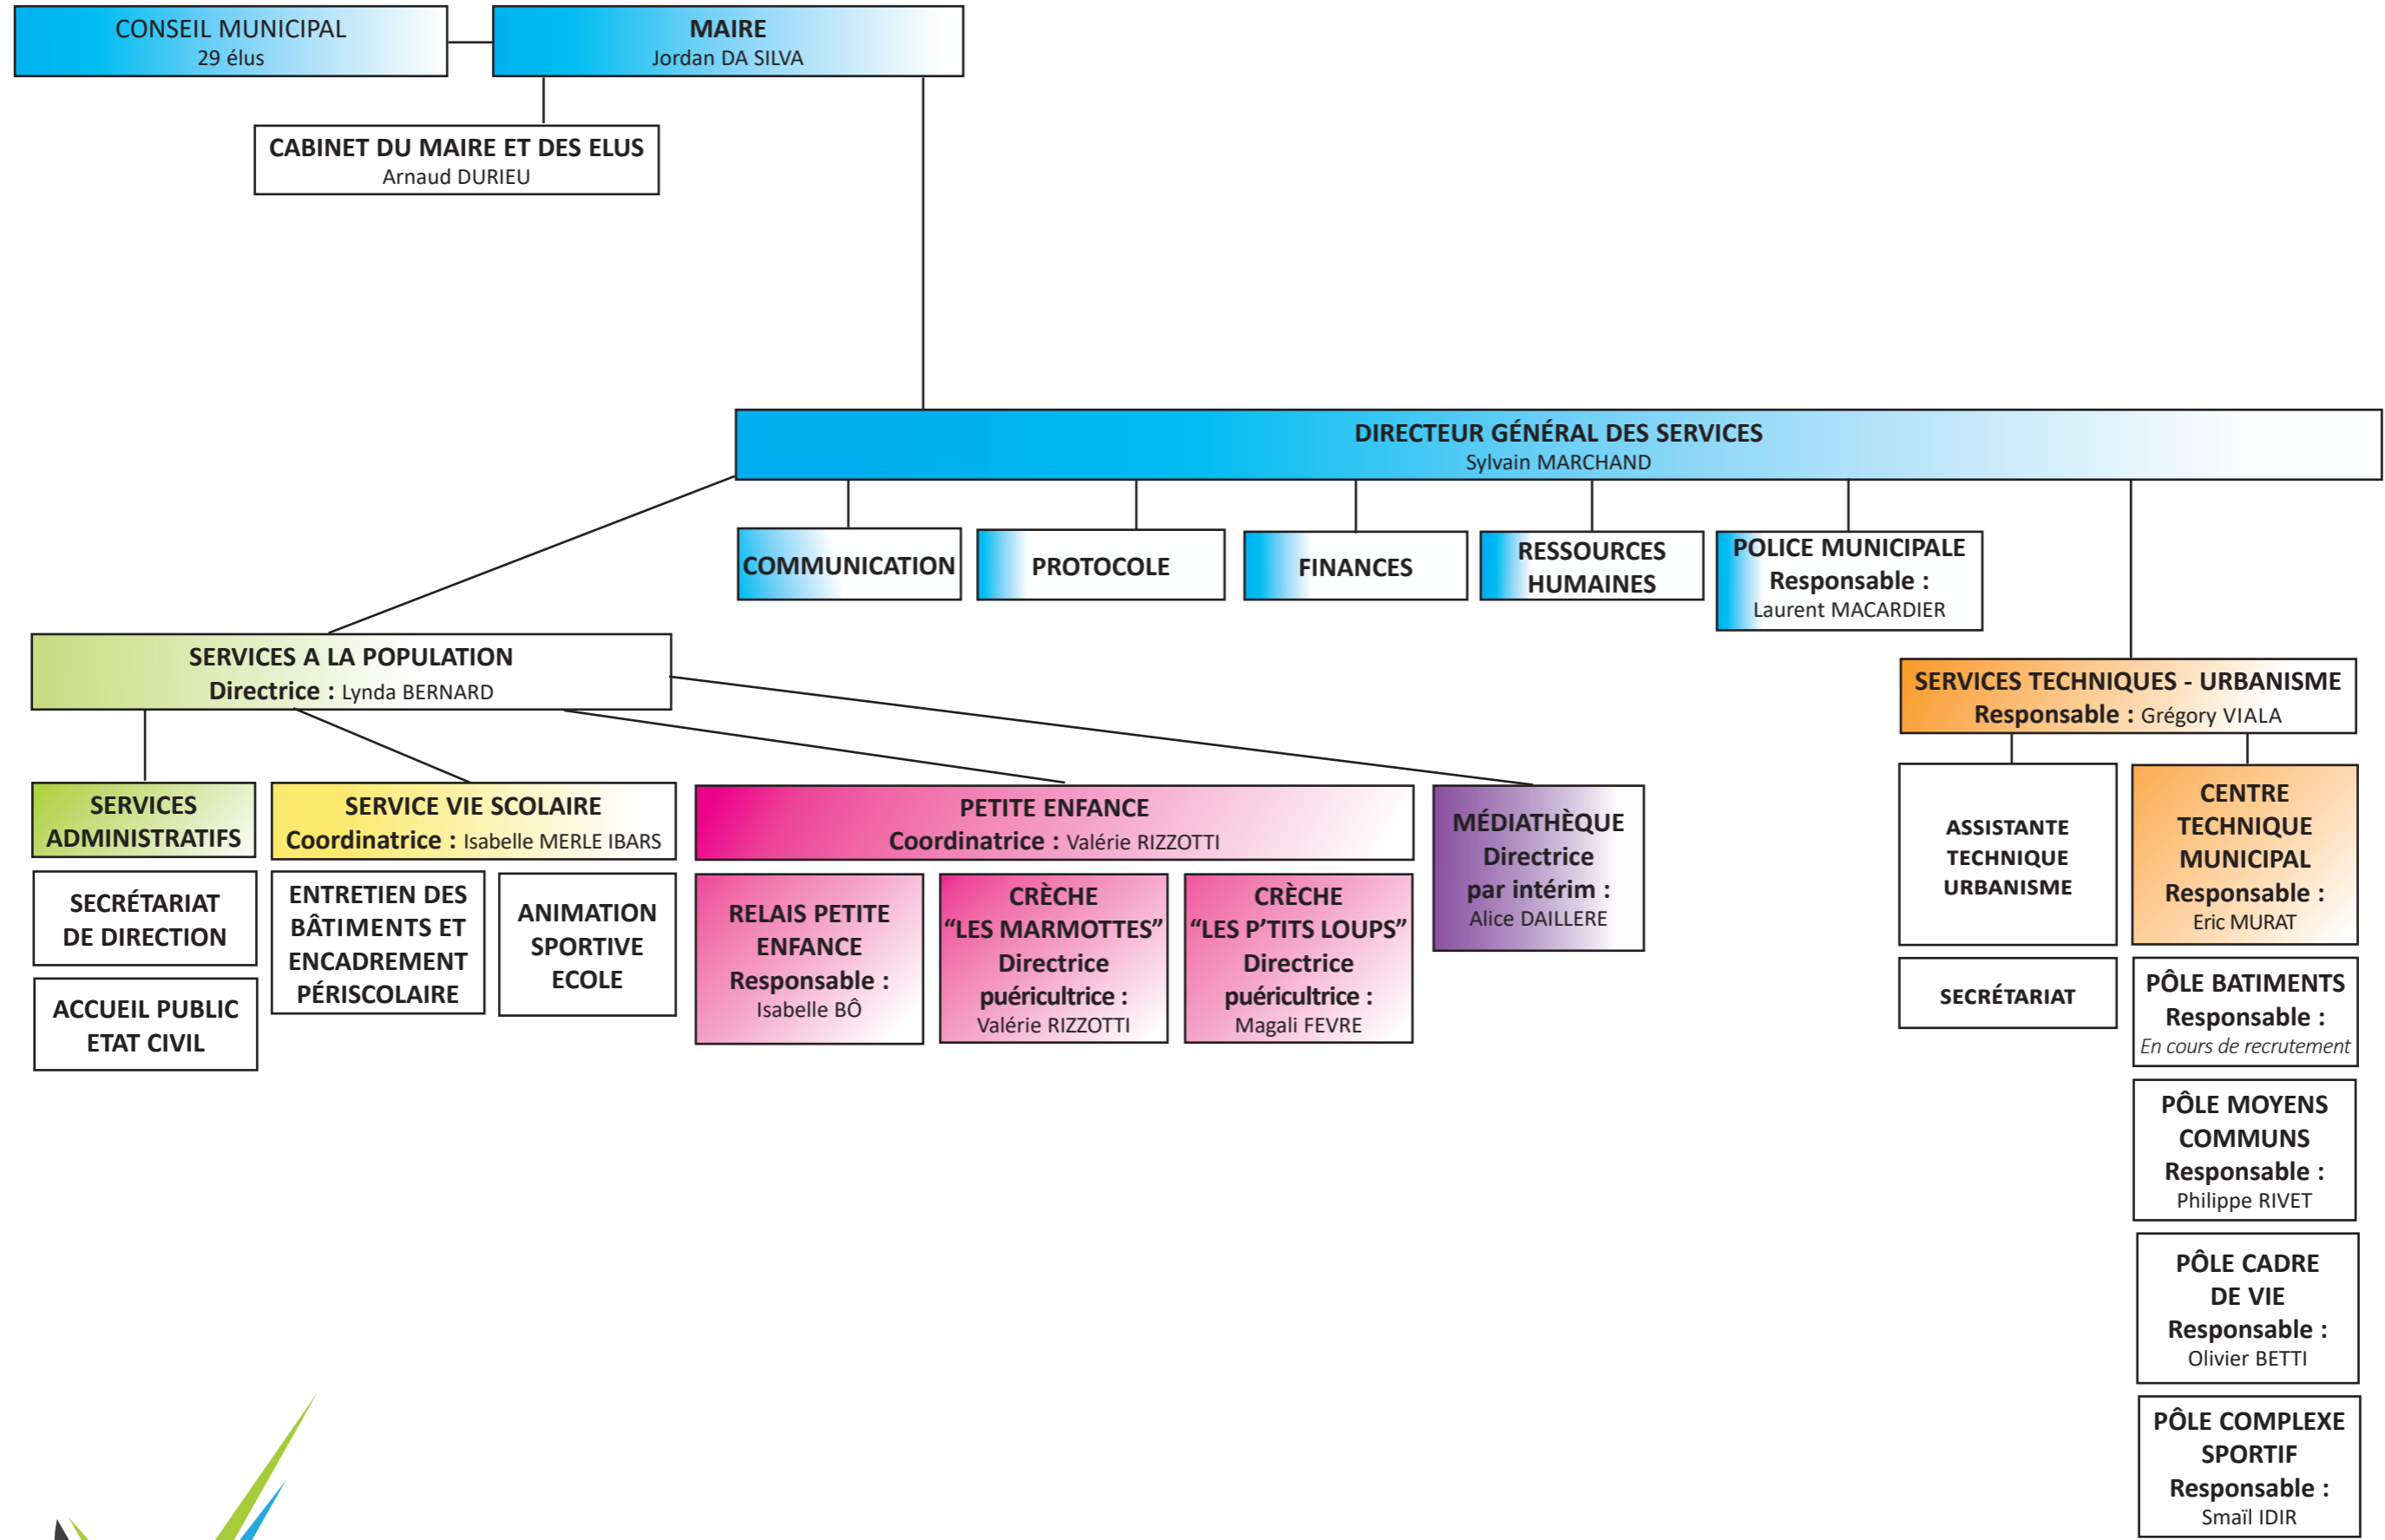 CONSEIL MUNICIPAL
29 élus
MAIRE
Jordan DA SILVA
CABINET DU MAIRE ET DES ELUS
Arnaud DURIEU
DIRECTEUR GÉNÉRAL DES SERVICES
Sylvain MARCHAND
COMMUNICATION
PROTOCOLE
FINANCES
RESSOURCES
HUMAINES
POLICE MUNICIPALE
Responsable :
Laurent MACARDIER
SERVICES A LA POPULATION
Directrice : Lynda BERNARD
SERVICES TECHNIQUES - URBANISME
Responsable : Grégory VIALA
SERVICES
ADMINISTRATIFS
SECRÉTARIAT
DE DIRECTION
ACCUEIL PUBLIC
ETAT CIVIL
SERVICE VIE SCOLAIRE
Coordinatrice : Isabelle MERLE IBARS
ENTRETIEN DES
BÂTIMENTS ET
ENCADREMENT
PÉRISCOLAIRE
ANIMATION
SPORTIVE
ECOLE
PETITE ENFANCE
Coordinatrice : Valérie RIZZOTTI
RELAIS PETITE
ENFANCE
Responsable :
Isabelle BÔ
CRÈCHE
“LES MARMOTTES”
Directrice
puéricultrice :
Valérie RIZZOTTI
CRÈCHE
“LES P’TITS LOUPS”
Directrice
puéricultrice :
Magali FEVRE
MÉDIATHÈQUE
Directrice
par intérim :
Alice DAILLERE
ASSISTANTE
TECHNIQUE
URBANISME
SECRÉTARIAT
CENTRE
TECHNIQUE
MUNICIPAL
Responsable :
Eric MURAT
PÔLE BATIMENTS
Responsable :
En cours de recrutement
PÔLE MOYENS
COMMUNS
Responsable :
Philippe RIVET
PÔLE CADRE
DE VIE
Responsable :
Olivier BETTI
PÔLE COMPLEXE
SPORTIF
Responsable :
Smaïl IDIR